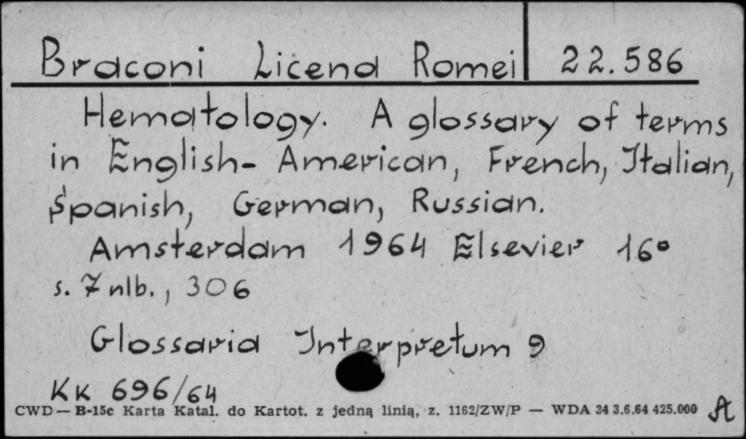 Braconi Licena Romei 22.586
Hematology. A glossary of terms
in English- American, French, Italian,
Spanish, German, Russian.
Amsterdam 1964 Elsevier 16°
s. 7 nlb., 306
Glossaria Interpretum 9
KK 696/64
CWD — B-15c Karta Katal. do Kartot. z jedną linią, z. 1162/ZW/P — WDA 34 3.6.64 425.000 A